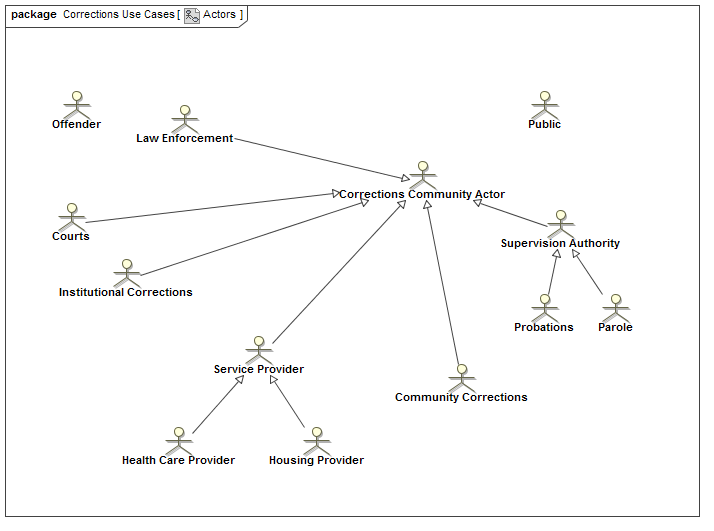 package Corrections Use Cases [ Actors ]
Offender
Law Enforcement
Public
Corrections Community Actor
Courts
Supervision Authority
Institutional Corrections
Probations
Parole
Service Provider
Community Corrections
Health Care Provider
Housing Provider